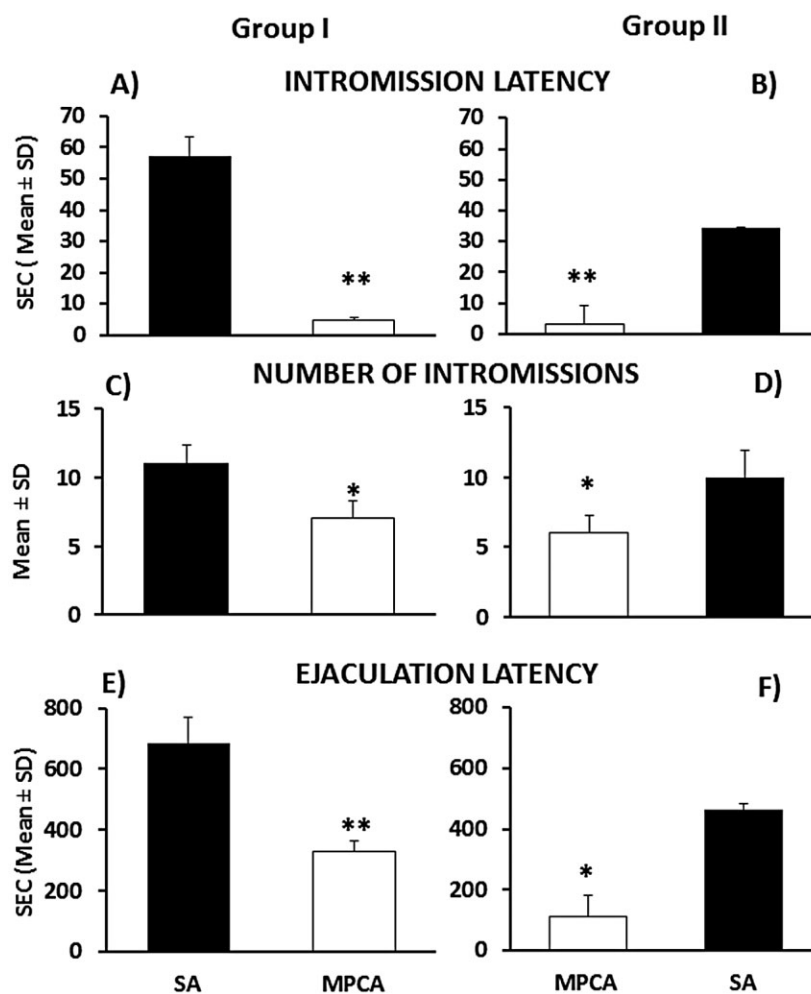 Group I
Group II
A)
INTROMISSION LATENCY
B)
SEC ( Mean ± SD)
70
60
50
40
30
20
10
0
**
70
60
50
40
30
20
10
0
**
C)
NUMBER OF INTROMISSIONS
D)
Mean ± SD
15
10
5
0
*
15
10
5
0
*
E)
EJACULATION LATENCY
F)
SEC (Mean ± SD)
800
600
400
200
0
**
SA
MPCA
800
600
400
200
0
*
MPCA
SA